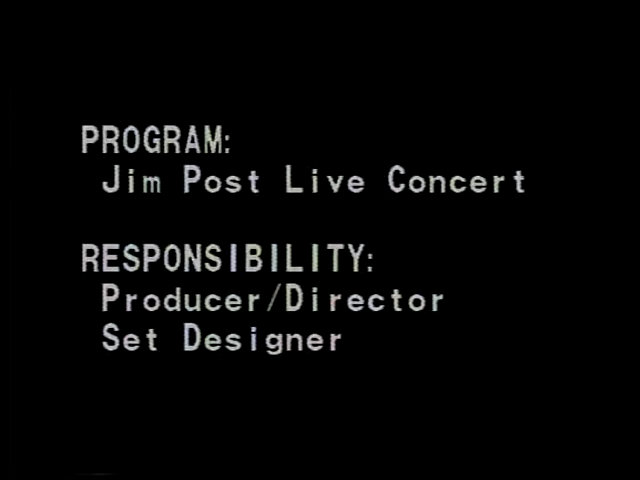 PROGRAM:
Jim Post Live Concert
RESPONSIBILITY:
Producer/Director
Set Designer